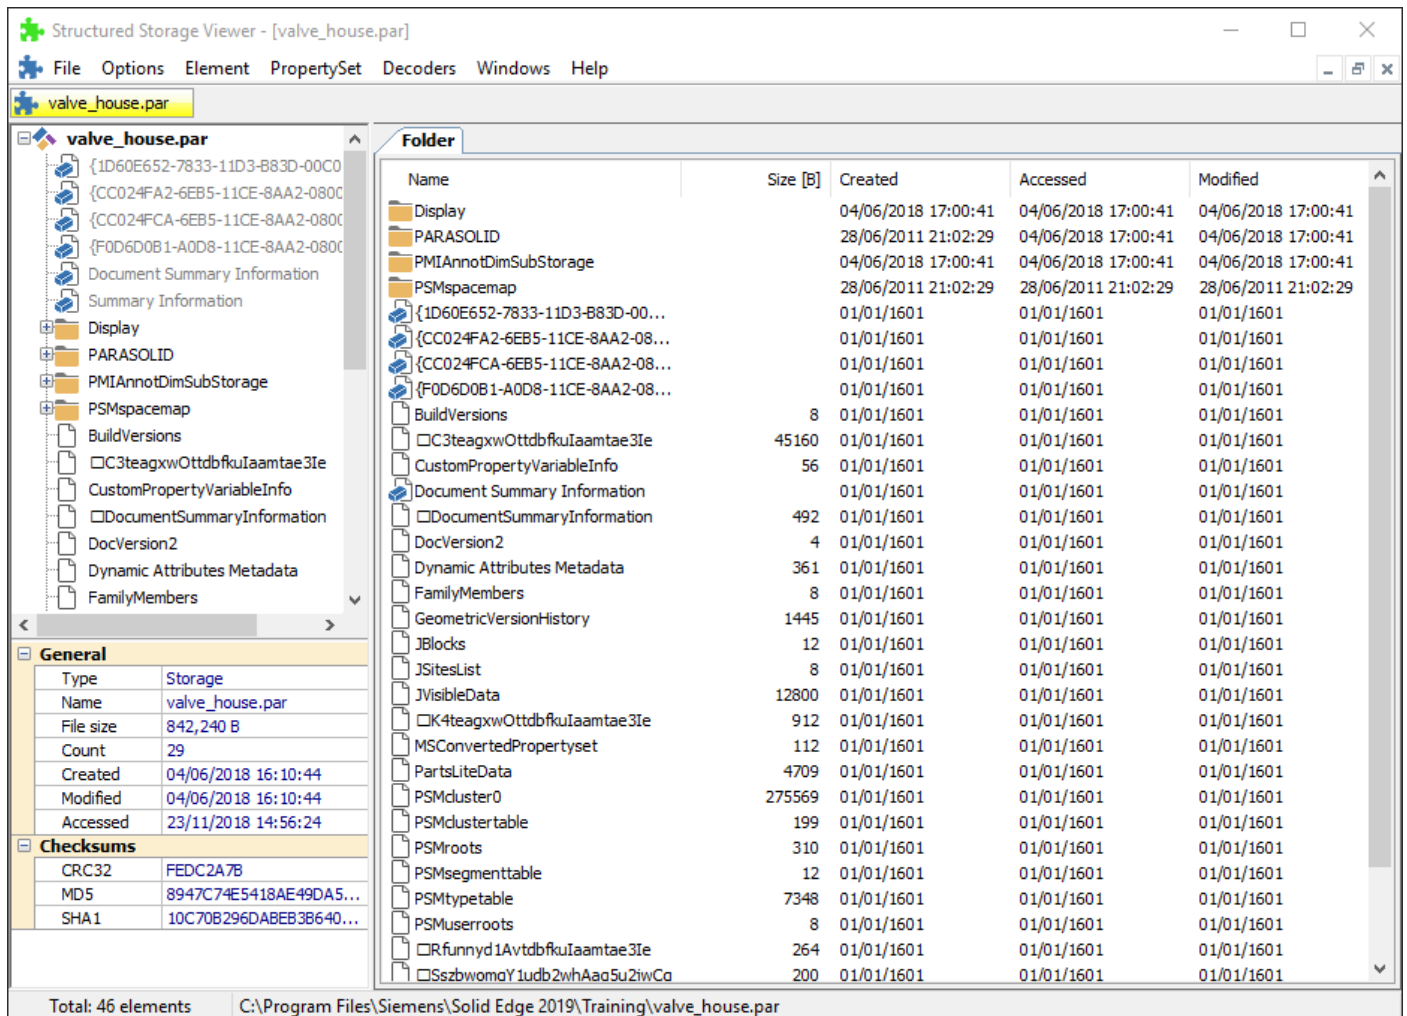 Structured Storage Viewer - [valve_house.par]
File Options Element PropertySet Decoders Windows Help
valve_house.par
valve_house.par
{1D60E652-7833-11D3-B83D-00C0
{CC024FA2-6EB5-11CE-8AA2-0800
{CC024FCA-6EB5-11CE-8AA2-0800
{F0D6D0B1-A0D8-11CE-8AA2-0800
Document Summary Information
Summary Information
Display
PARASOLID
PMIAnnotDimSubStorage
PSMspacemap
BuildVersions
□C3teagxwOttdbfkuIaamtae3Ie
CustomPropertyVariableInfo
□DocumentSummaryInformation
DocVersion2
Dynamic Attributes Metadata
FamilyMembers
General
Type Storage
Name valve_house.par
File size 842,240 B
Count 29
Created 04/06/2018 16:10:44
Modified 04/06/2018 16:10:44
Accessed 23/11/2018 14:56:24
Checksums
CRC32 FEDC2A7B
MD5 8947C74E5418AE49DA5...
SHA1 10C70B296DABEB3B640...
Folder
Name Size [B] Created Accessed Modified
Display 04/06/2018 17:00:41 04/06/2018 17:00:41 04/06/2018 17:00:41
PARASOLID 28/06/2011 21:02:29 04/06/2018 17:00:41 04/06/2018 17:00:41
PMIAnnotDimSubStorage 04/06/2018 17:00:41 04/06/2018 17:00:41 04/06/2018 17:00:41
PSMspacemap 28/06/2011 21:02:29 28/06/2011 21:02:29 28/06/2011 21:02:29
{1D60E652-7833-11D3-B83D-00... 01/01/1601 01/01/1601 01/01/1601
{CC024FA2-6EB5-11CE-8AA2-08... 01/01/1601 01/01/1601 01/01/1601
{CC024FCA-6EB5-11CE-8AA2-08... 01/01/1601 01/01/1601 01/01/1601
{F0D6D0B1-A0D8-11CE-8AA2-08... 01/01/1601 01/01/1601 01/01/1601
BuildVersions 8 01/01/1601 01/01/1601 01/01/1601
□C3teagxwOttdbfkuIaamtae3Ie 45160 01/01/1601 01/01/1601 01/01/1601
CustomPropertyVariableInfo 56 01/01/1601 01/01/1601 01/01/1601
Document Summary Information 01/01/1601 01/01/1601 01/01/1601
□DocumentSummaryInformation 492 01/01/1601 01/01/1601 01/01/1601
DocVersion2 4 01/01/1601 01/01/1601 01/01/1601
Dynamic Attributes Metadata 361 01/01/1601 01/01/1601 01/01/1601
FamilyMembers 8 01/01/1601 01/01/1601 01/01/1601
GeometricVersionHistory 1445 01/01/1601 01/01/1601 01/01/1601
JBlocks 12 01/01/1601 01/01/1601 01/01/1601
JSitesList 8 01/01/1601 01/01/1601 01/01/1601
JVisibleData 12800 01/01/1601 01/01/1601 01/01/1601
□K4teagxwOttdbfkuIaamtae3Ie 912 01/01/1601 01/01/1601 01/01/1601
MSConvertedPropertyset 112 01/01/1601 01/01/1601 01/01/1601
PartsLiteData 4709 01/01/1601 01/01/1601 01/01/1601
PSMcluster0 275569 01/01/1601 01/01/1601 01/01/1601
PSMclustertable 199 01/01/1601 01/01/1601 01/01/1601
PSMroots 310 01/01/1601 01/01/1601 01/01/1601
PSMsegmenttable 12 01/01/1601 01/01/1601 01/01/1601
PSMtypetable 7348 01/01/1601 01/01/1601 01/01/1601
PSMuserroots 8 01/01/1601 01/01/1601 01/01/1601
□Rfunnyd1AvtdbfkuIaamtae3Ie 264 01/01/1601 01/01/1601 01/01/1601
□SszbwomqY1udb2whAaq5u2jwCq 200 01/01/1601 01/01/1601 01/01/1601
Total: 46 elements C:\Program Files\Siemens\Solid Edge 2019\Training\valve_house.par